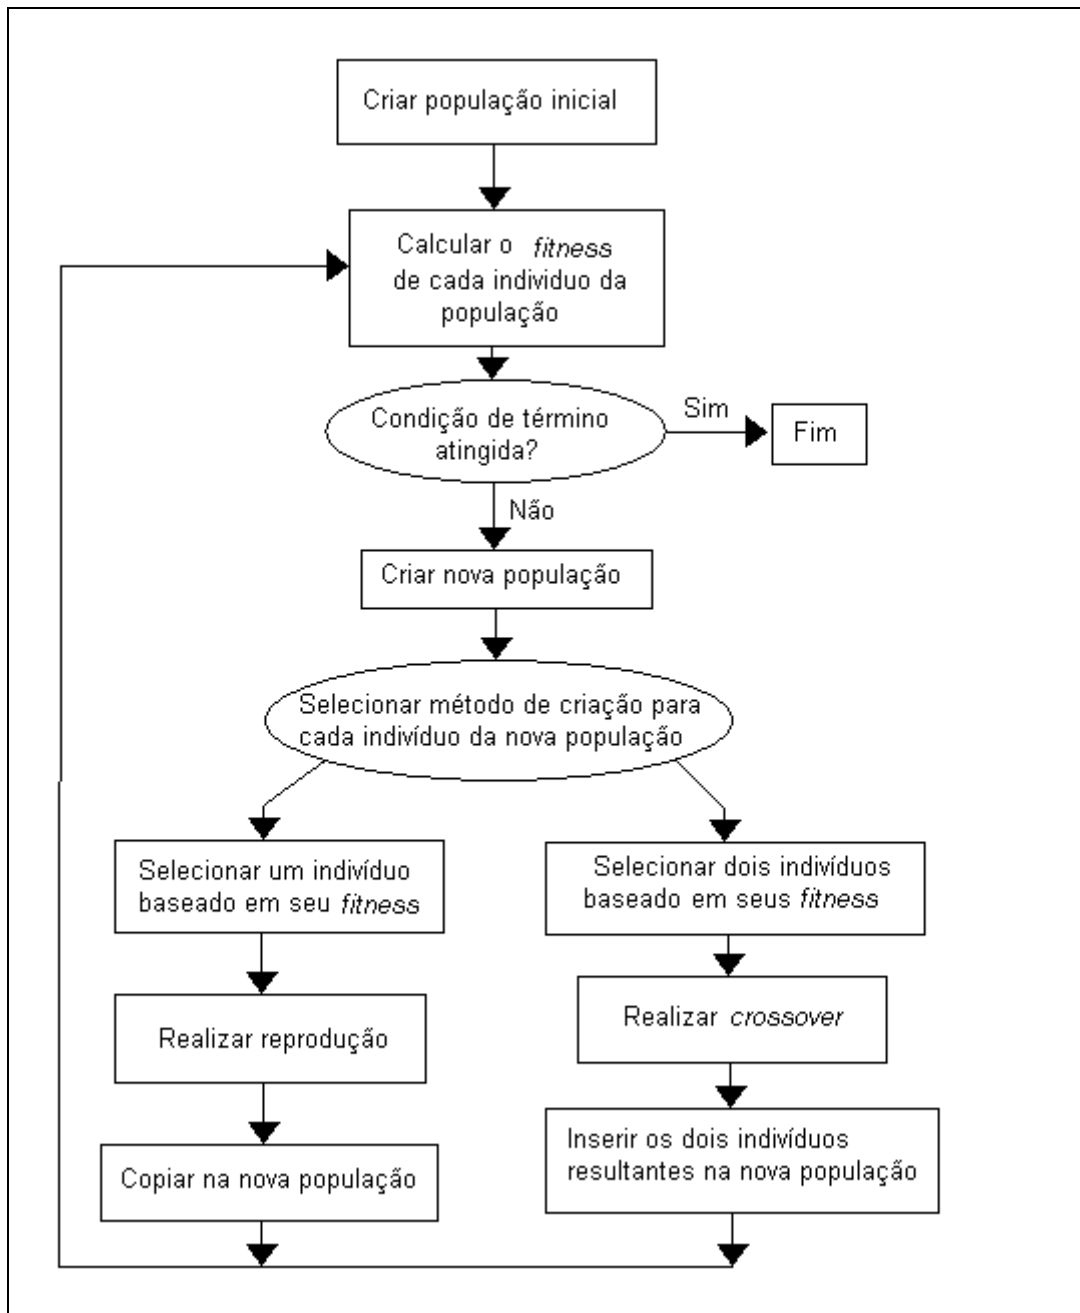 Criar população inicial
Calcular o fitness
de cada individuo da
população
Condição de término
atingida?
Sim
Fim
Não
Criar nova população
Selecionar método de criação para
cada indivíduo da nova população
Selecionar um indivíduo
baseado em seu fitness
Selecionar dois indivíduos
baseado em seus fitness
Realizar reprodução
Realizar crossover
Copiar na nova população
Inserir os dois indivíduos
resultantes na nova população